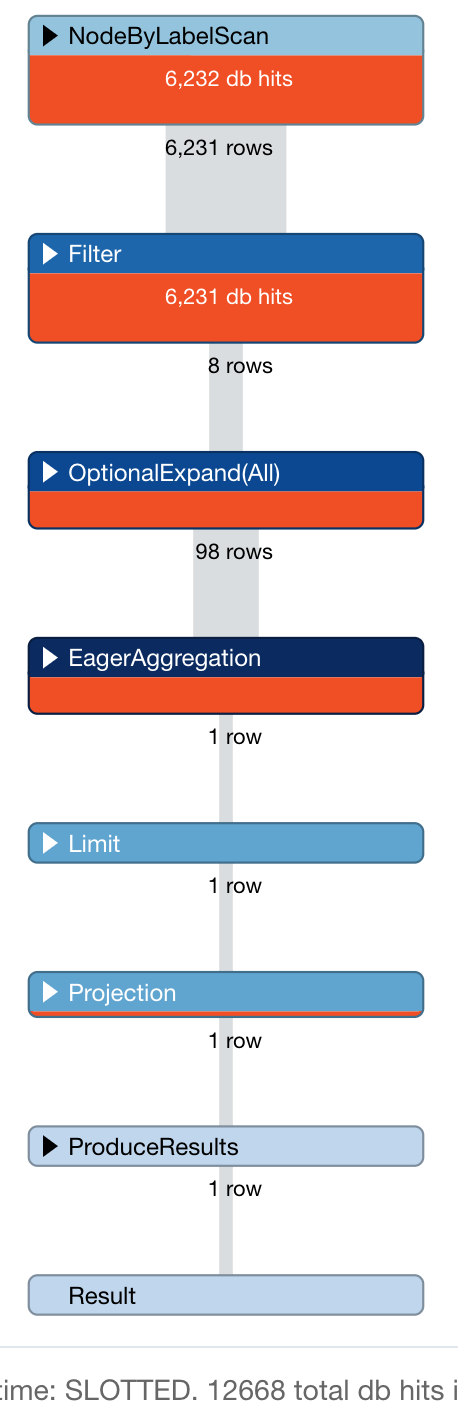 NodeByLabelScan
6,232 db hits
6,231 rows
Filter
6,231 db hits
8 rows
OptionalExpand(All)
98 rows
EagerAggregation
1 row
Limit
1 row
Projection
1 row
ProduceResults
1 row
Result
time: SLOTTED. 12668 total db hits i